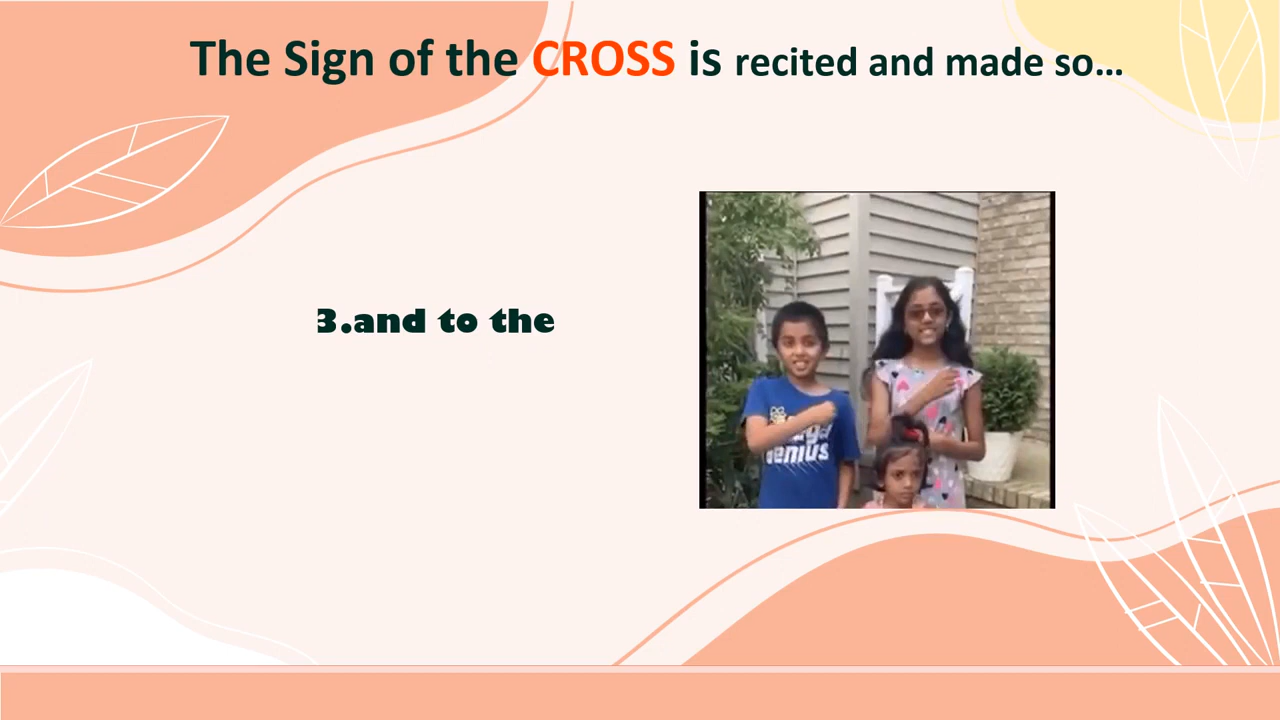 The Sign of the CROSS is recited and made so…
3.and to the
genius